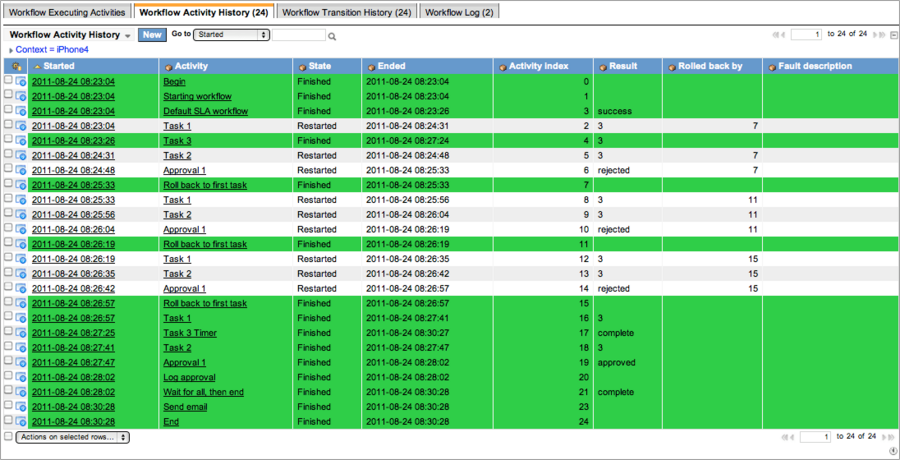 Workflow Executing Activities Workflow Activity History (24) Workflow Transition History (24) Workflow Log (2)
Workflow Activity History New Go to Started 1 to 24 of 24
Context = iPhone4
Started Activity State Ended Activity Index Result Rolled back by Fault description
2011-08-24 08:23:04 Begin Finished 2011-08-24 08:23:04 0
2011-08-24 08:23:04 Starting workflow Finished 2011-08-24 08:23:04 1
2011-08-24 08:23:04 Default SLA workflow Finished 2011-08-24 08:23:26 3 success
2011-08-24 08:23:04 Task 1 Restarted 2011-08-24 08:24:31 2 3 7
2011-08-24 08:23:26 Task 3 Finished 2011-08-24 08:27:24 4 3
2011-08-24 08:24:31 Task 2 Restarted 2011-08-24 08:24:48 5 3 7
2011-08-24 08:24:48 Approval 1 Restarted 2011-08-24 08:25:33 6 rejected 7
2011-08-24 08:25:33 Roll back to first task Finished 2011-08-24 08:25:33 7
2011-08-24 08:25:33 Task 1 Restarted 2011-08-24 08:25:56 8 3 11
2011-08-24 08:25:56 Task 2 Restarted 2011-08-24 08:26:04 9 3 11
2011-08-24 08:26:04 Approval 1 Restarted 2011-08-24 08:26:19 10 rejected 11
2011-08-24 08:26:19 Roll back to first task Finished 2011-08-24 08:26:19 11
2011-08-24 08:26:19 Task 1 Restarted 2011-08-24 08:26:35 12 3 15
2011-08-24 08:26:35 Task 2 Restarted 2011-08-24 08:26:42 13 3 15
2011-08-24 08:26:42 Approval 1 Restarted 2011-08-24 08:26:57 14 rejected 15
2011-08-24 08:26:57 Roll back to first task Finished 2011-08-24 08:26:57 15
2011-08-24 08:26:57 Task 1 Finished 2011-08-24 08:27:41 16 3
2011-08-24 08:27:25 Task 3 Timer Finished 2011-08-24 08:30:27 17 complete
2011-08-24 08:27:41 Task 2 Finished 2011-08-24 08:27:47 18 3
2011-08-24 08:27:47 Approval 1 Finished 2011-08-24 08:28:02 19 approved
2011-08-24 08:28:02 Log approval Finished 2011-08-24 08:28:02 20
2011-08-24 08:28:02 Wait for all, then end Finished 2011-08-24 08:30:28 21 complete
2011-08-24 08:30:28 Send email Finished 2011-08-24 08:30:28 23
2011-08-24 08:30:28 End Finished 2011-08-24 08:30:28 24
Actions on selected rows... 1 to 24 of 24